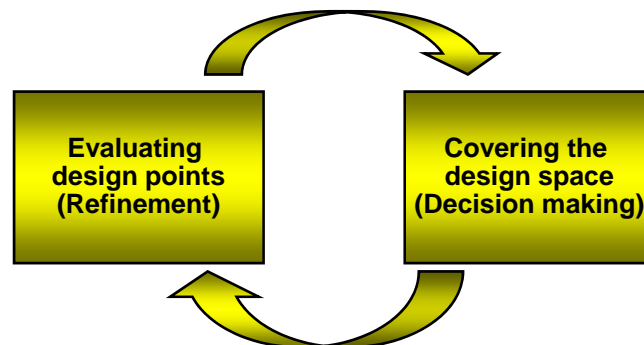 Evaluating
design points
(Refinement)
Covering the
design space
(Decision making)